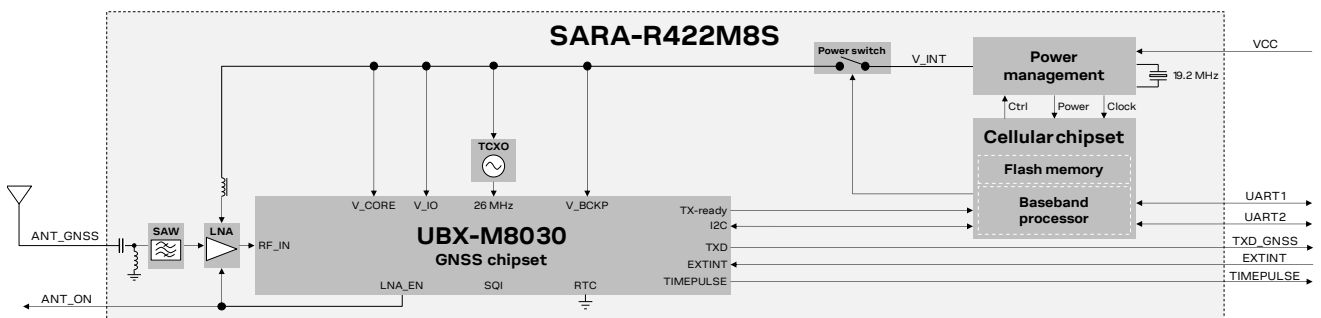 SARA-R422M8S
Power switch
V_INT
Power
management
VCC
19.2 MHz
Ctrl
Power
Clock
Cellular chipset
Flash memory
Baseband
processor
TCXO
V_CORE
V_IO
26 MHz
V_BCKP
UBX-M8030
GNSS chipset
TX-ready
I2C
TXD
EXTINT
TIMEPULSE
UART1
UART2
TXD_GNSS
EXTINT
TIMEPULSE
ANT_GNSS
SAW
LNA
RF_IN
LNA_EN
SQI
RTC
ANT_ON